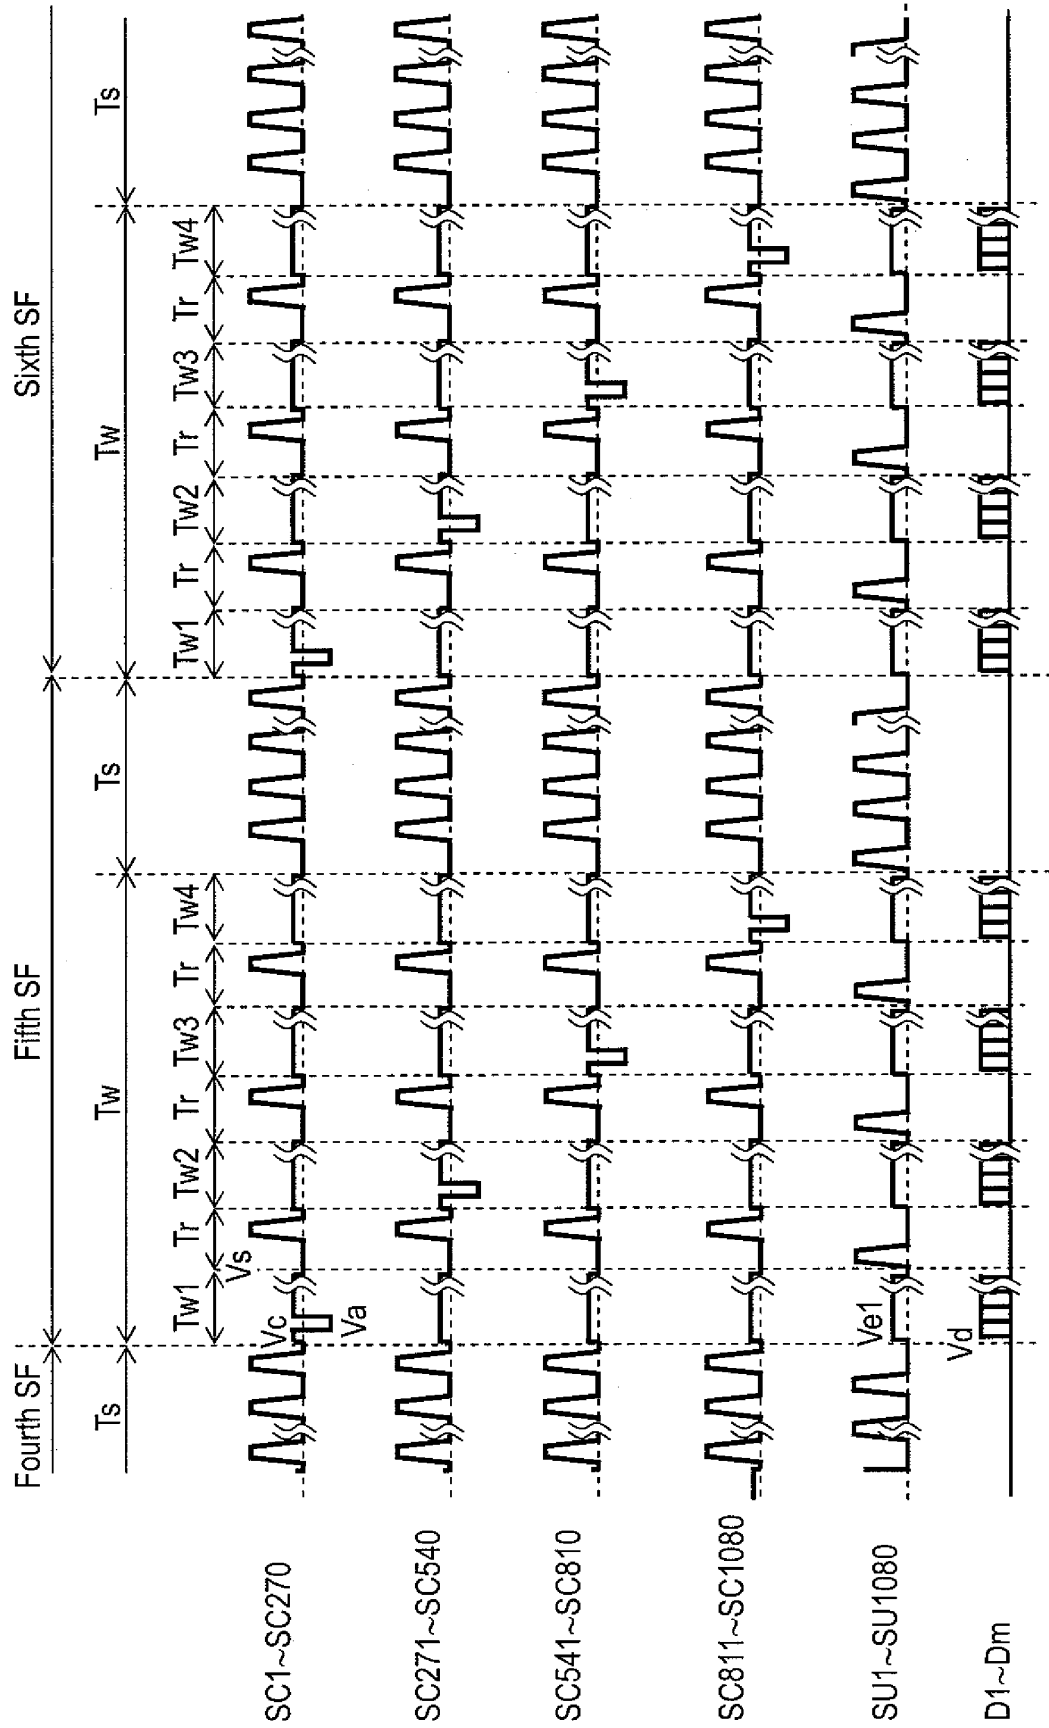 Fourth SF Fifth SF Sixth SF
Ts Tw Ts Tw Ts
Tw1 Tr Tw2 Tr Tw3 Tr Tw4 Tw1 Tr Tw2 Tr Tw3 Tr Tw4
Vs
SC1~SC270 Vc
Va
SC271~SC540
SC541~SC810
SC811~SC1080
SU1~SU1080 Ve1
Vd
D1~Dm